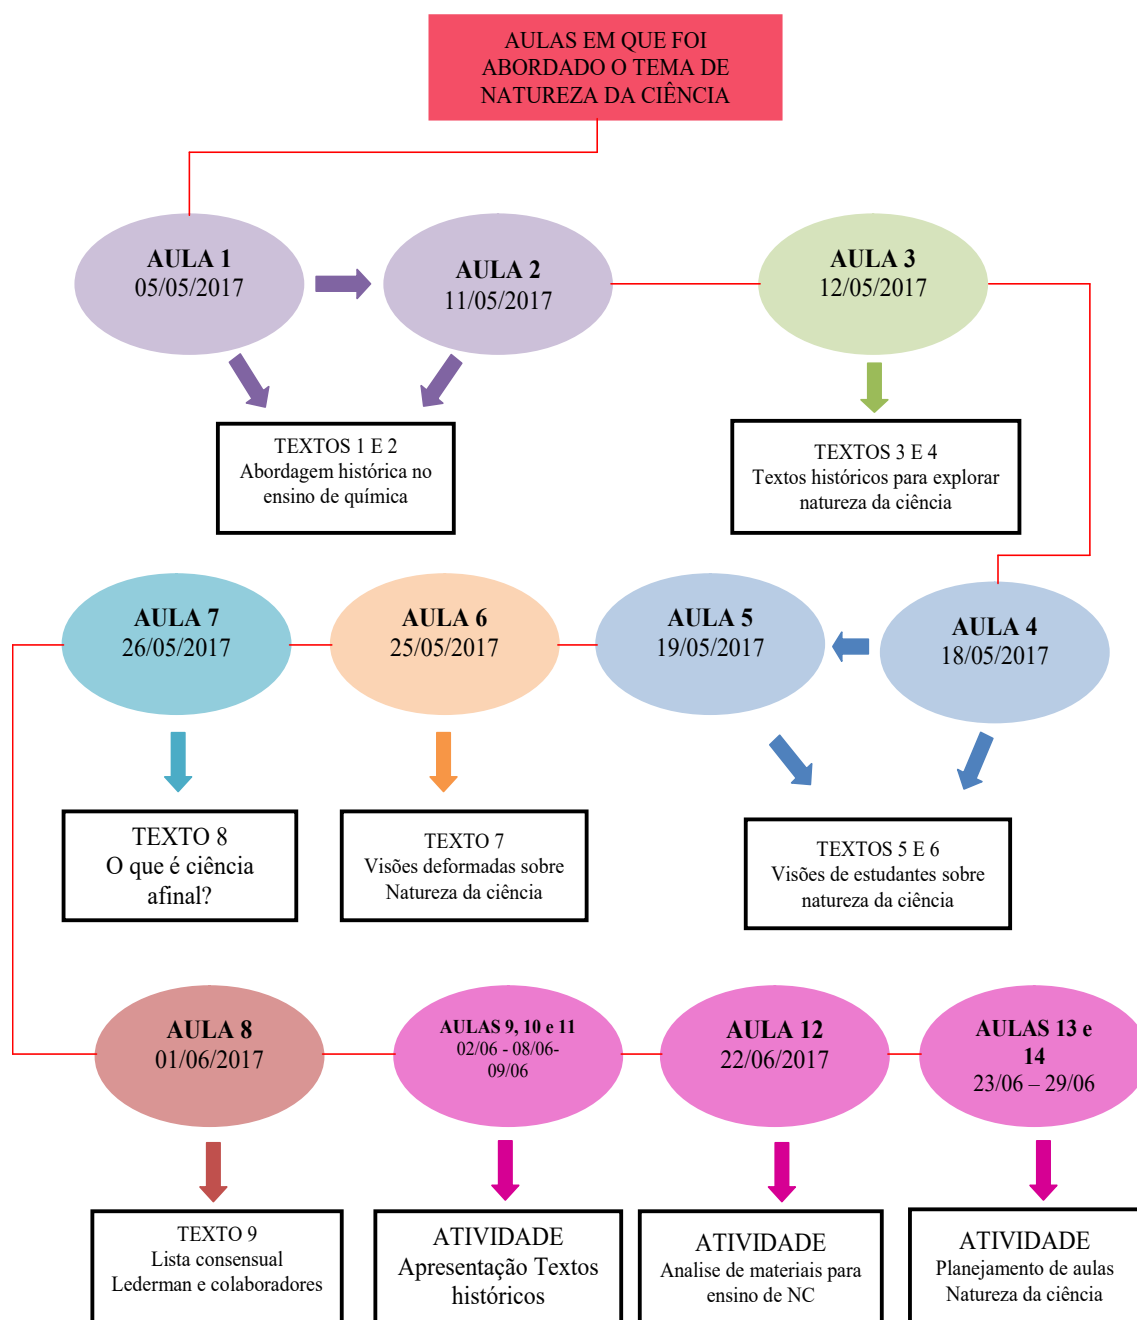 AULAS EM QUE FOI
ABORDADO O TEMA DE
NATUREZA DA CIÊNCIA
AULA 1
05/05/2017
AULA 2
11/05/2017
AULA 3
12/05/2017
TEXTOS 1 E 2
Abordagem histórica no
ensino de química
TEXTOS 3 E 4
Textos históricos para explorar
natureza da ciência
AULA 7
26/05/2017
AULA 6
25/05/2017
AULA 5
19/05/2017
AULA 4
18/05/2017
TEXTO 8
O que é ciência
afinal?
TEXTO 7
Visões deformadas sobre
Natureza da ciência
TEXTOS 5 E 6
Visões de estudantes sobre
natureza da ciência
AULA 8
01/06/2017
AULAS 9, 10 e 11
02/06 - 08/06-
09/06
AULA 12
22/06/2017
AULAS 13 e
14
23/06 – 29/06
TEXTO 9
Lista consensual
Lederman e colaboradores
ATIVIDADE
Apresentação Textos
históricos
ATIVIDADE
Analise de materiais para
ensino de NC
ATIVIDADE
Planejamento de aulas
Natureza da ciência